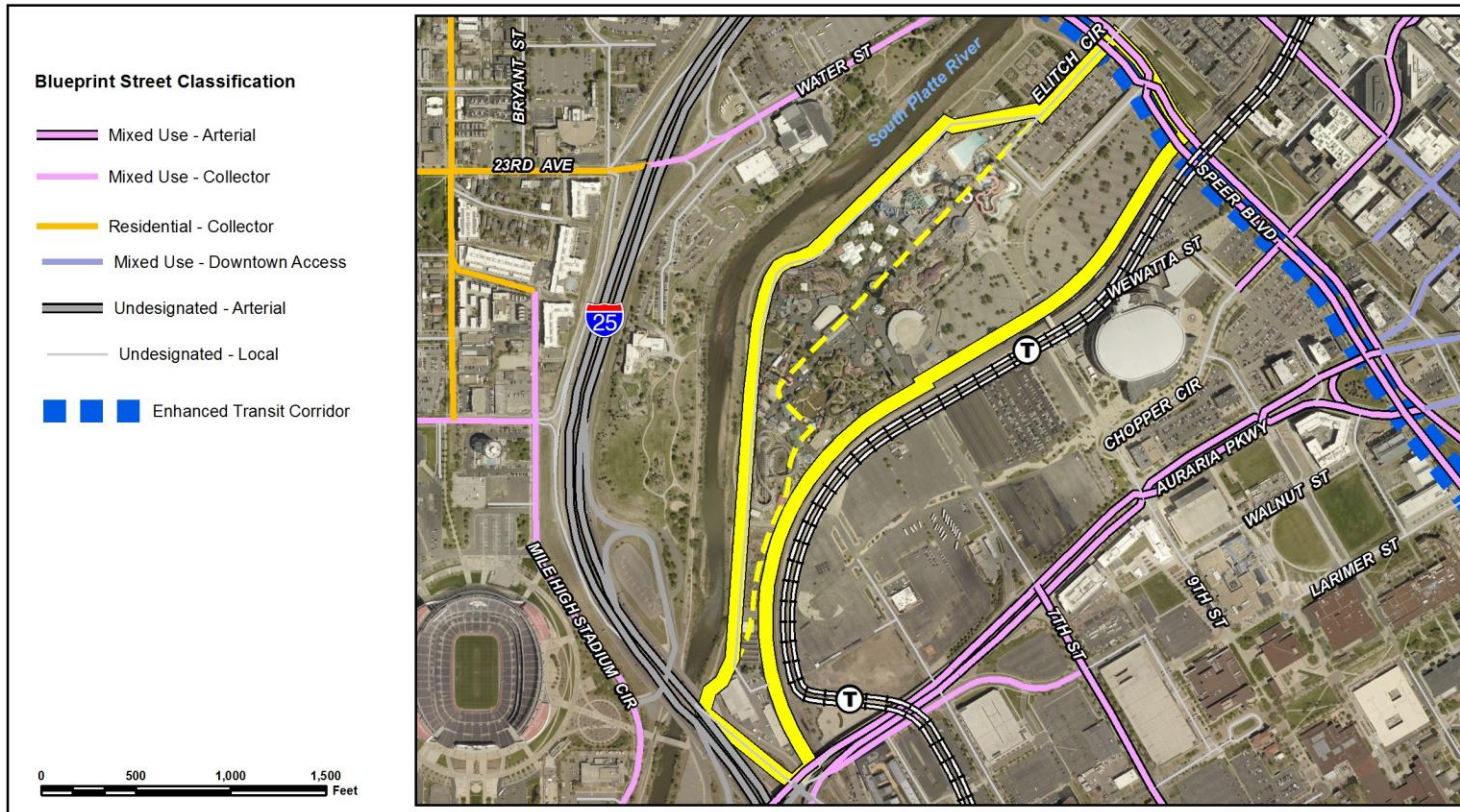 Blueprint Street Classification
Mixed Use - Arterial
Mixed Use - Collector
Residential - Collector
Mixed Use - Downtown Access
Undesignated - Arterial
Undesignated - Local
Enhanced Transit Corridor
0 500 1,000 1,500
Feet
BRYANT ST
WATER ST
South Platte River
ELITCH CIR
23RD AVE
SPEER BLVD
WEWATTA ST
25
T
CHOPPER CIR
AURARIA PKWY
WALNUT ST
MILE HIGH STADIUM CIR
LARIMER ST
9TH ST
7TH ST
T